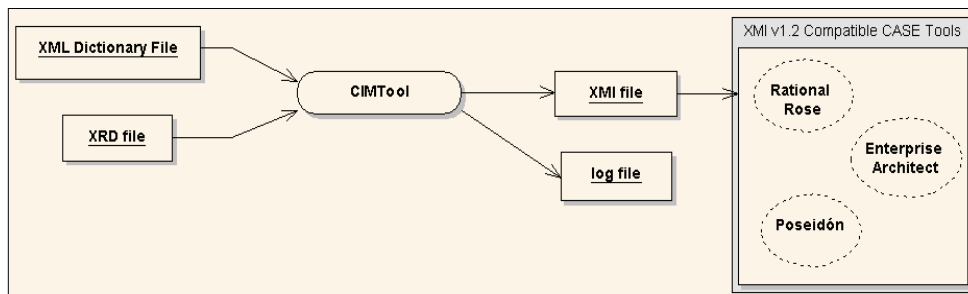 XML Dictionary File
XRD file
CIMTool
XMI file
log file
XMI v1.2 Compatible CASE Tools
Rational
Rose
Enterprise
Architect
Poseidón